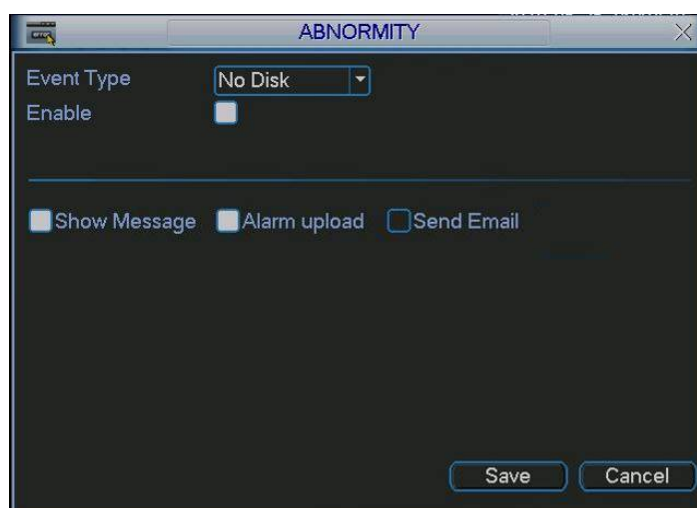 ABNORMITY
Event Type No Disk
Enable
Show Message Alarm upload Send Email
Save Cancel